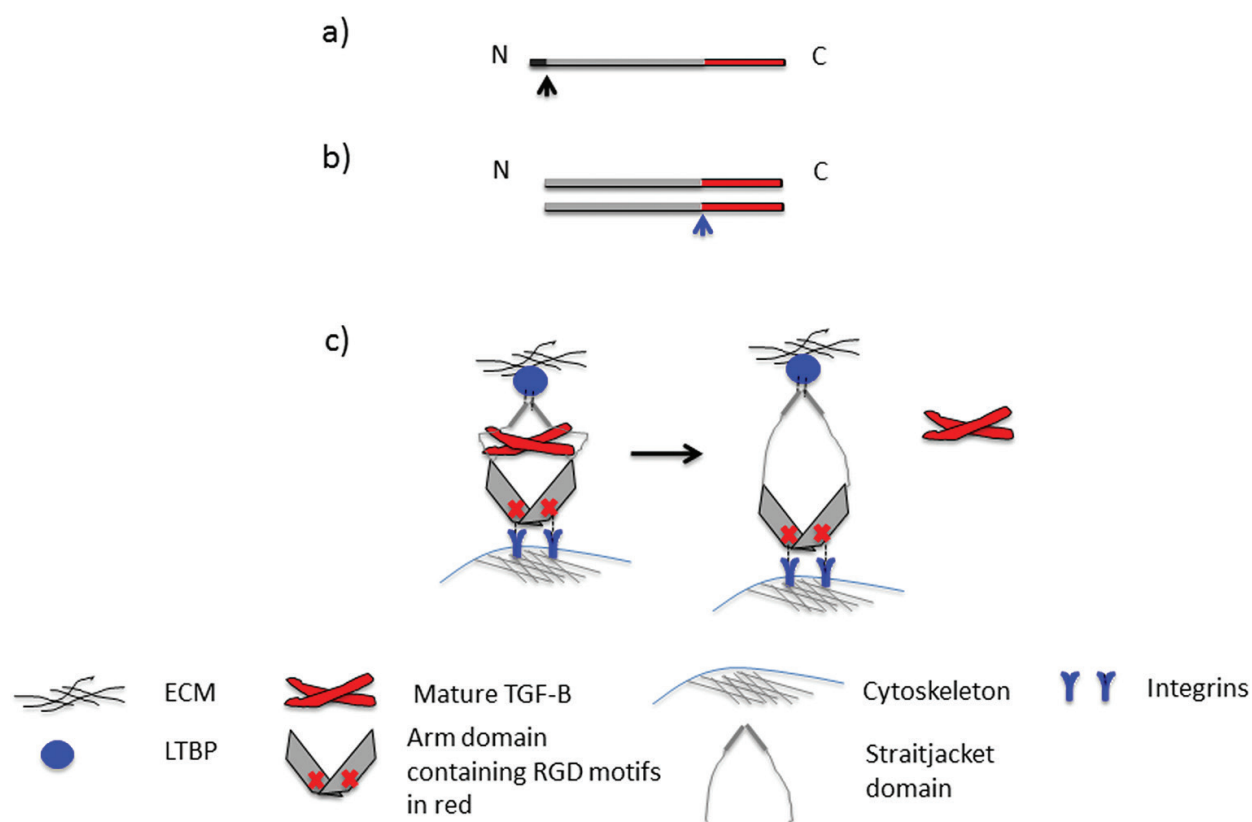 a)
N C
b)
N C
c)
ECM
Mature TGF-B
Cytoskeleton
Integrins
LTBP
Arm domain
containing RGD motifs
in red
Straitjacket
domain